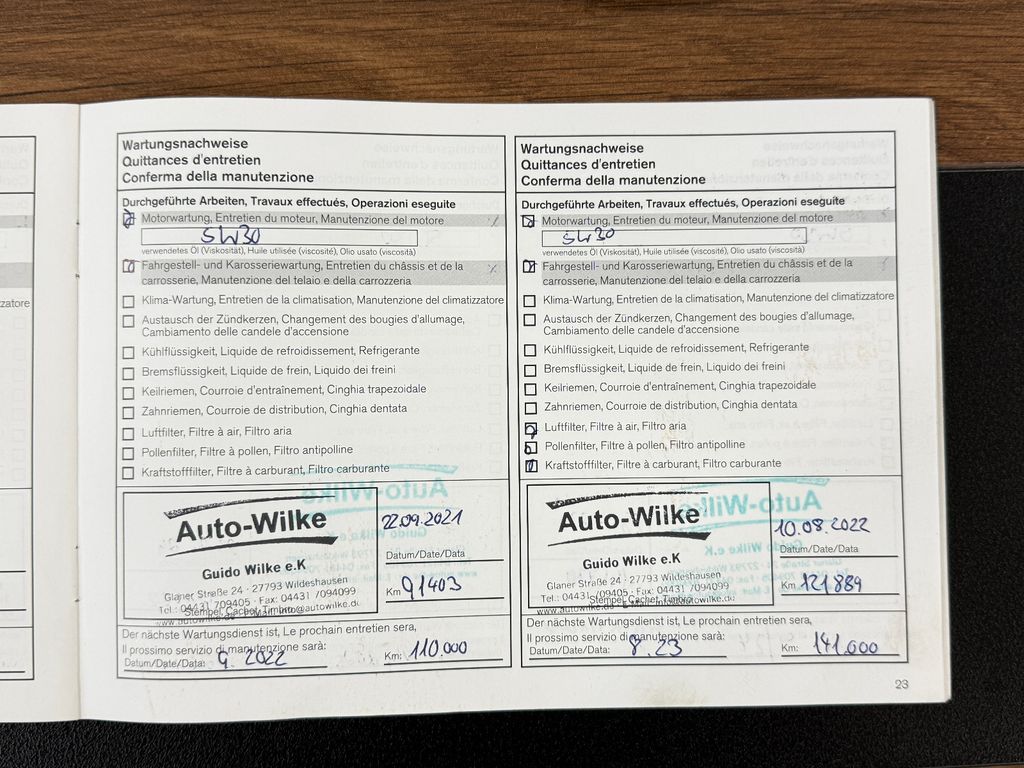 Wartungsnachweise
Quittances d'entretien
Conferma della manutenzione
Durchgeführte Arbeiten, Travaux effectués, Operazioni eseguite
Motorwartung, Entretien du moteur, Manutenzione del motore
5W30
verwendetes Öl (Viskosität), Huile utilisée (viscosité), Olio usato (viscosità)
Fahrgestell- und Karosseriewartung, Entretien du châssis et de la
carrosserie, Manutenzione del telaio e della carrozzeria
Klima-Wartung, Entretien de la climatisation, Manutenzione del climatizzatore
Austausch der Zündkerzen, Changement des bougies d'allumage,
Cambiamento delle candele d'accensione
Kühlflüssigkeit, Liquide de refroidissement, Refrigerante
Bremsflüssigkeit, Liquide de frein, Liquido dei freini
Keilriemen, Courroie d'entraînement, Cinghia trapezoidale
Zahnriemen, Courroie de distribution, Cinghia dentata
Luftfilter, Filtre à air, Filtro aria
Pollenfilter, Filtre à pollen, Filtro antipolline
Kraftstofffilter, Filtre à carburant, Filtro carburante
Auto-Wilke
Guido Wilke e.K
Glaner Straße 24 · 27793 Wildeshausen
Tel.: 04431 709405 · Fax: 04431 7094099
Stempel, Cachet, Timbro
www.autowilke.de · E-Mail: info@autowilke.de
22.09.2021
Datum/Date/Data
Km 91403
Der nächste Wartungsdienst ist, Le prochain entretien sera,
Il prossimo servizio di manutenzione sarà:
Datum/Date/Data: 9. 2022 Km: 110.000
Wartungsnachweise
Quittances d'entretien
Conferma della manutenzione
Durchgeführte Arbeiten, Travaux effectués, Operazioni eseguite
Motorwartung, Entretien du moteur, Manutenzione del motore
5W30
verwendetes Öl (Viskosität), Huile utilisée (viscosité), Olio usato (viscosità)
Fahrgestell- und Karosseriewartung, Entretien du châssis et de la
carrosserie, Manutenzione del telaio e della carrozzeria
Klima-Wartung, Entretien de la climatisation, Manutenzione del climatizzatore
Austausch der Zündkerzen, Changement des bougies d'allumage,
Cambiamento delle candele d'accensione
Kühlflüssigkeit, Liquide de refroidissement, Refrigerante
Bremsflüssigkeit, Liquide de frein, Liquido dei freini
Keilriemen, Courroie d'entraînement, Cinghia trapezoidale
Zahnriemen, Courroie de distribution, Cinghia dentata
Luftfilter, Filtre à air, Filtro aria
Pollenfilter, Filtre à pollen, Filtro antipolline
Kraftstofffilter, Filtre à carburant, Filtro carburante
Auto-Wilke
Guido Wilke e.K
Glaner Straße 24 · 27793 Wildeshausen
Tel.: 04431 709405 · Fax: 04431 7094099
Stempel, Cachet, Timbro
www.autowilke.de · E-Mail: info@autowilke.de
10.08.2022
Datum/Date/Data
Km 121889
Der nächste Wartungsdienst ist, Le prochain entretien sera,
Il prossimo servizio di manutenzione sarà:
Datum/Date/Data: 8.23 Km: 141.000
23